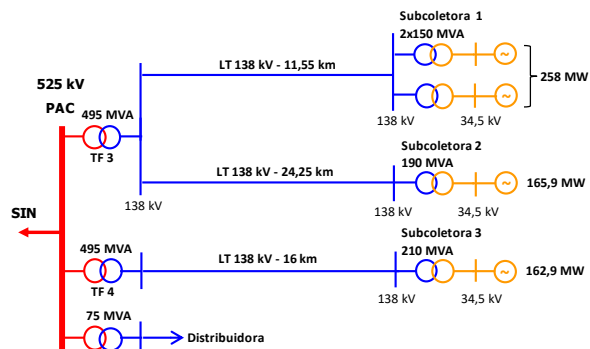 Subcoletora 1
2x150 MVA
LT 138 kV - 11,55 km
258 MW
525 kV
PAC
495 MVA
138 kV
34,5 kV
TF 3
Subcoletora 2
190 MVA
LT 138 kV - 24,25 km
165,9 MW
138 kV
138 kV
34,5 kV
SIN
Subcoletora 3
495 MVA
LT 138 kV - 16 km
210 MVA
162,9 MW
TF 4
138 kV
34,5 kV
75 MVA
Distribuidora
~
~
~
~